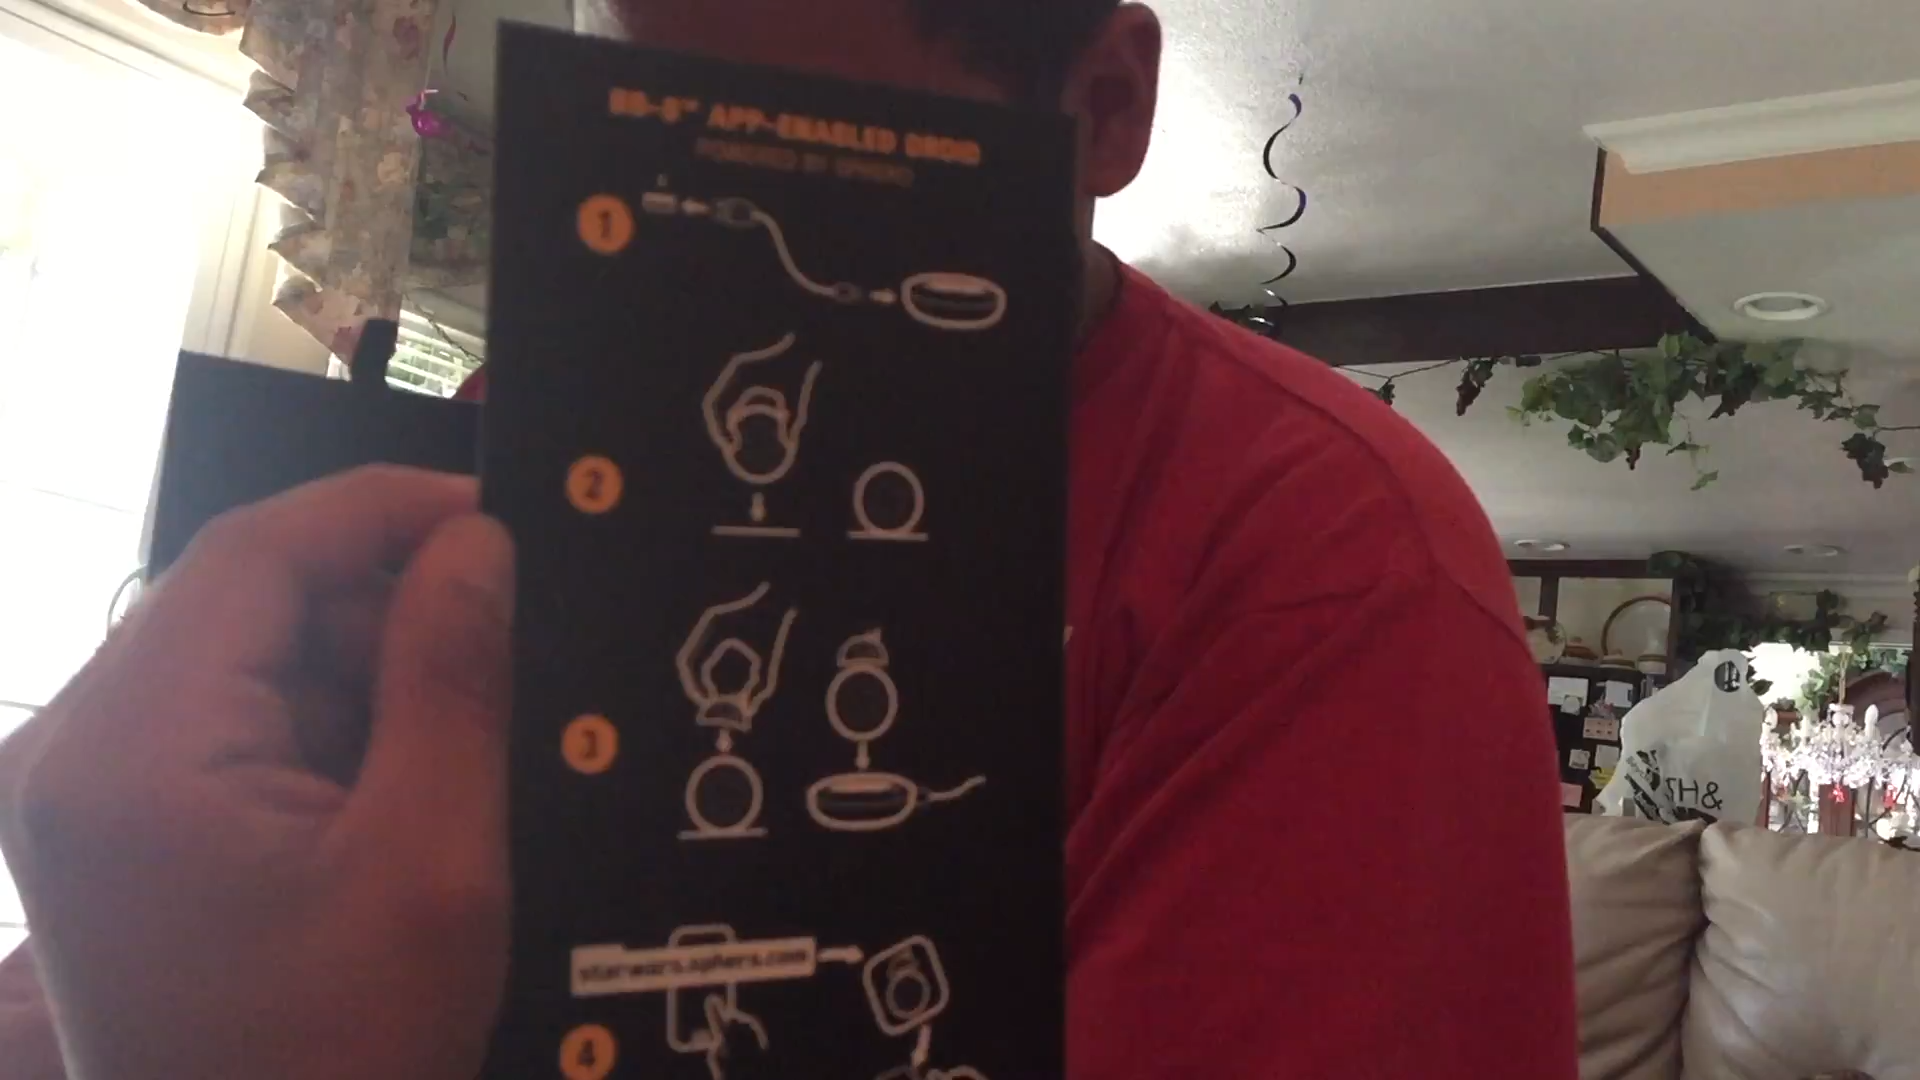 BB-8™ APP-ENABLED DROID
POWERED BY SPHERO
1
2
3
starwars.sphero.com
4
H&